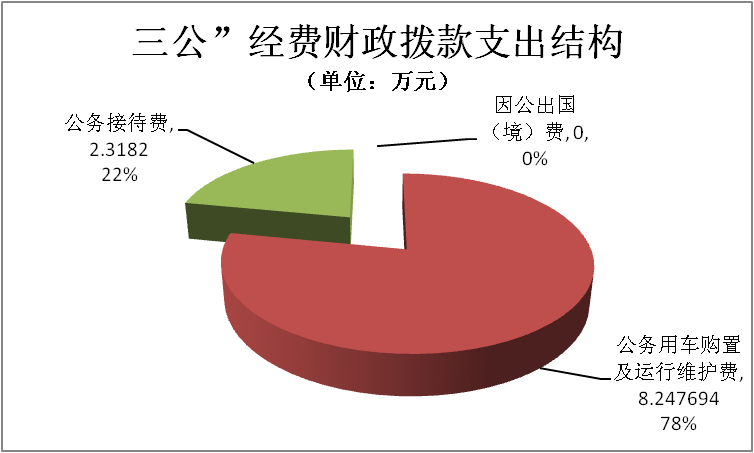 三公”经费财政拨款支出结构
（单位：万元）
公务接待费,
2.3182
22%
因公出国
（境）费, 0,
0%
公务用车购置
及运行维护费,
8.247694
78%